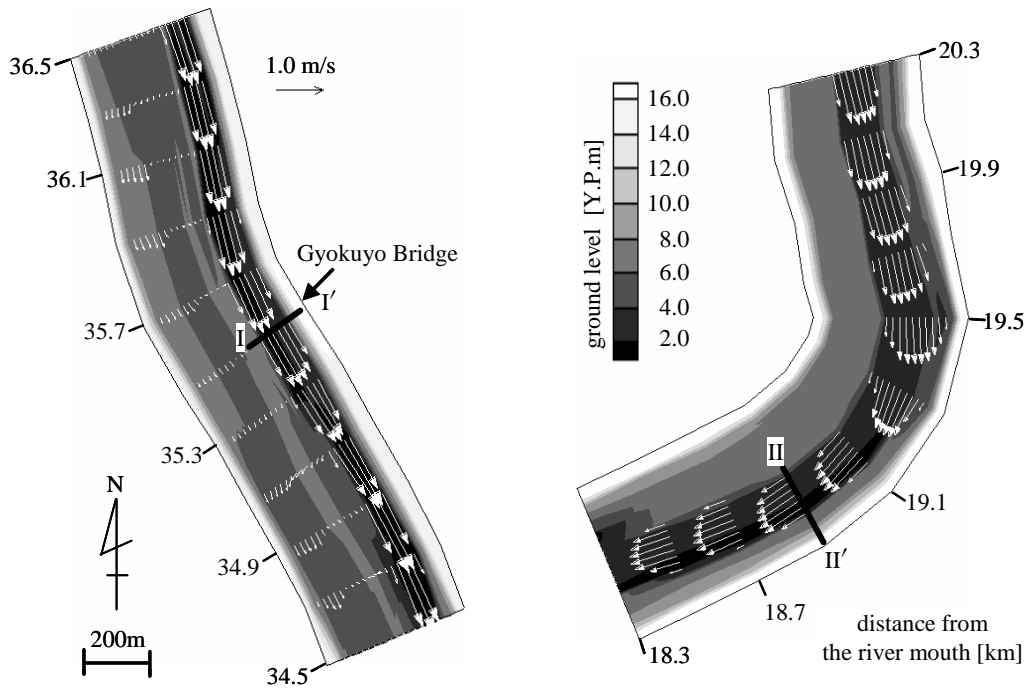 36.5
36.1
35.7
35.3
34.9
34.5
1.0 m/s
Gyokuyo Bridge
I
I′
N
200m
ground level [Y.P.m]
16.0
14.0
12.0
10.0
8.0
6.0
4.0
2.0
20.3
19.9
19.5
19.1
18.7
18.3
II
II′
distance from
the river mouth [km]